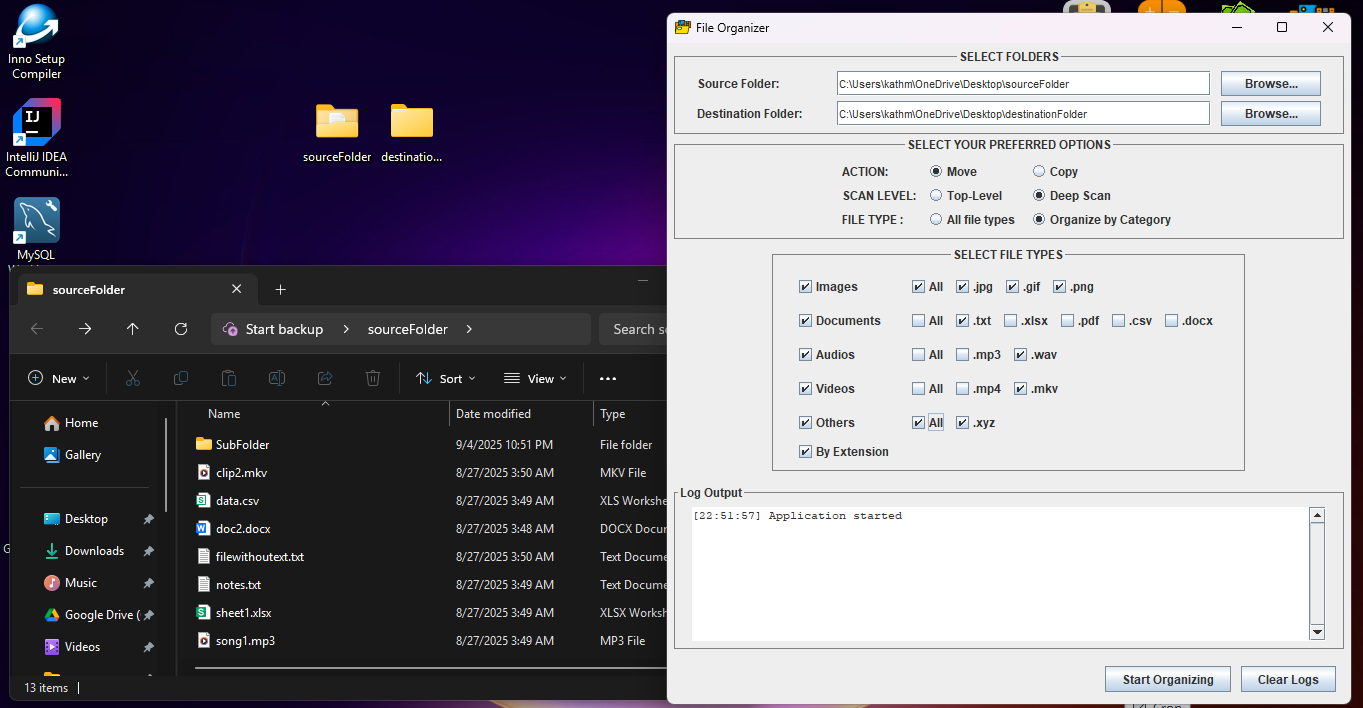 Inno Setup
Compiler
IntelliJ IDEA
Communi...
MySQL
sourceFolder
destinatio...
sourceFolder
Start backup
sourceFolder
Search s
New
Sort
View
Name
Date modified
Type
Home
Gallery
Desktop
Downloads
Music
Google Drive (
Videos
SubFolder 9/4/2025 10:51 PM File folder
clip2.mkv 8/27/2025 3:50 AM MKV File
data.csv 8/27/2025 3:49 AM XLS Workshe
doc2.docx 8/27/2025 3:48 AM DOCX Docur
filewithoutext.txt 8/27/2025 3:50 AM Text Docume
notes.txt 8/27/2025 3:49 AM Text Docume
sheet1.xlsx 8/27/2025 3:49 AM XLSX Worksh
song1.mp3 8/27/2025 3:49 AM MP3 File
13 items
File Organizer
SELECT FOLDERS
Source Folder: C:\Users\kathm\OneDrive\Desktop\sourceFolder Browse...
Destination Folder: C:\Users\kathm\OneDrive\Desktop\destinationFolder Browse...
SELECT YOUR PREFERRED OPTIONS
ACTION: Move Copy
SCAN LEVEL: Top-Level Deep Scan
FILE TYPE : All file types Organize by Category
SELECT FILE TYPES
Images All .jpg .gif .png
Documents All .txt .xlsx .pdf .csv .docx
Audios All .mp3 .wav
Videos All .mp4 .mkv
Others All .xyz
By Extension
Log Output
[22:51:57] Application started
Start Organizing Clear Logs